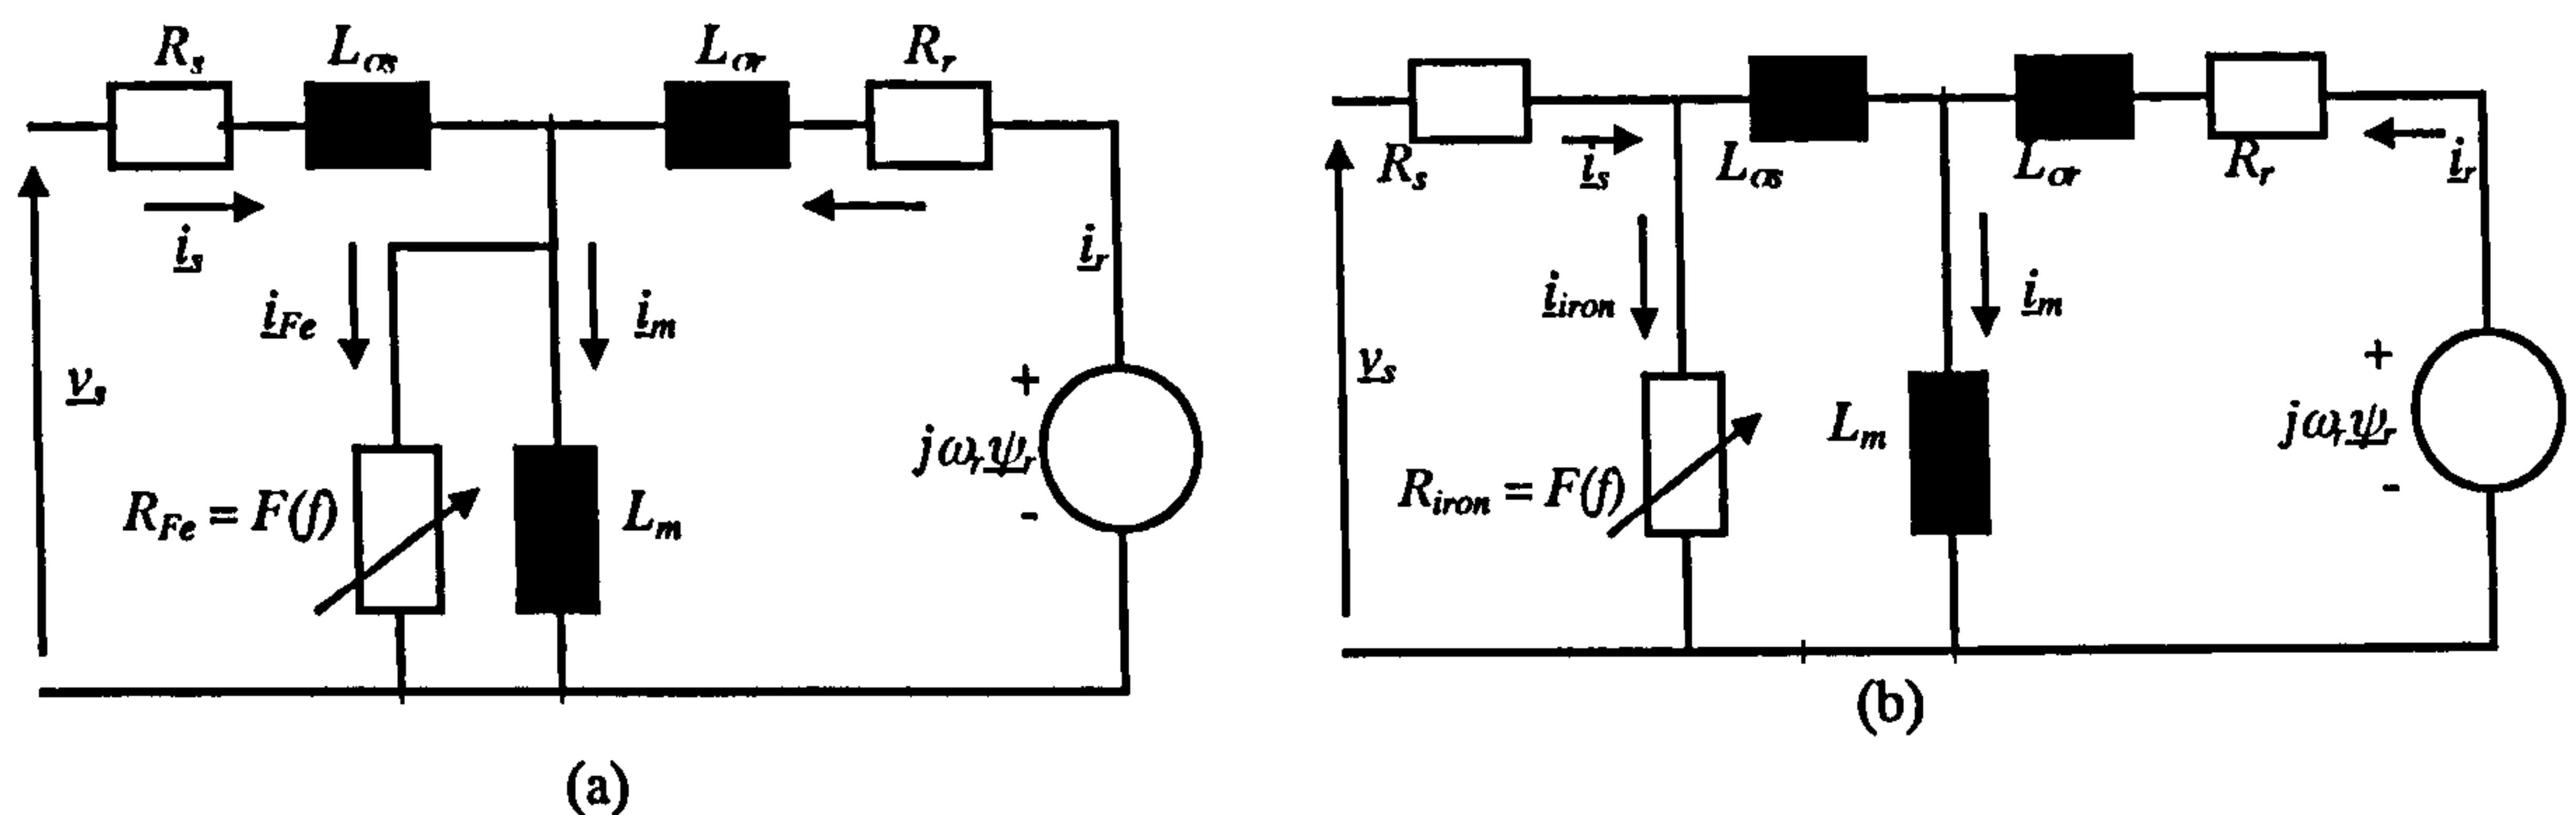 Rs Lσs Lσr Rr
is
iFe im
ir
vs
+
jωrψr
-
RFe = F(f) Lm
(a)
Rs is Lσs Lσr Rr ir
iiron im
vs
+
jωrψr
-
Riron = F(f) Lm
(b)